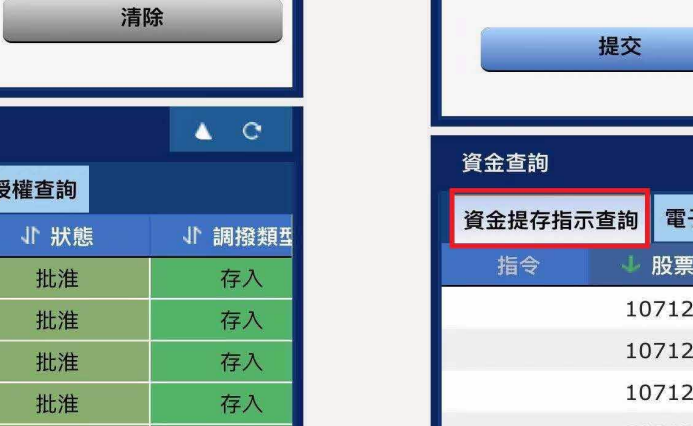 清除
授權查詢
狀態
調撥類型
批准
存入
批准
存入
批准
存入
批准
存入
提交
資金查詢
資金提存指示查詢
電子
指令
股票
10712
10712
10712